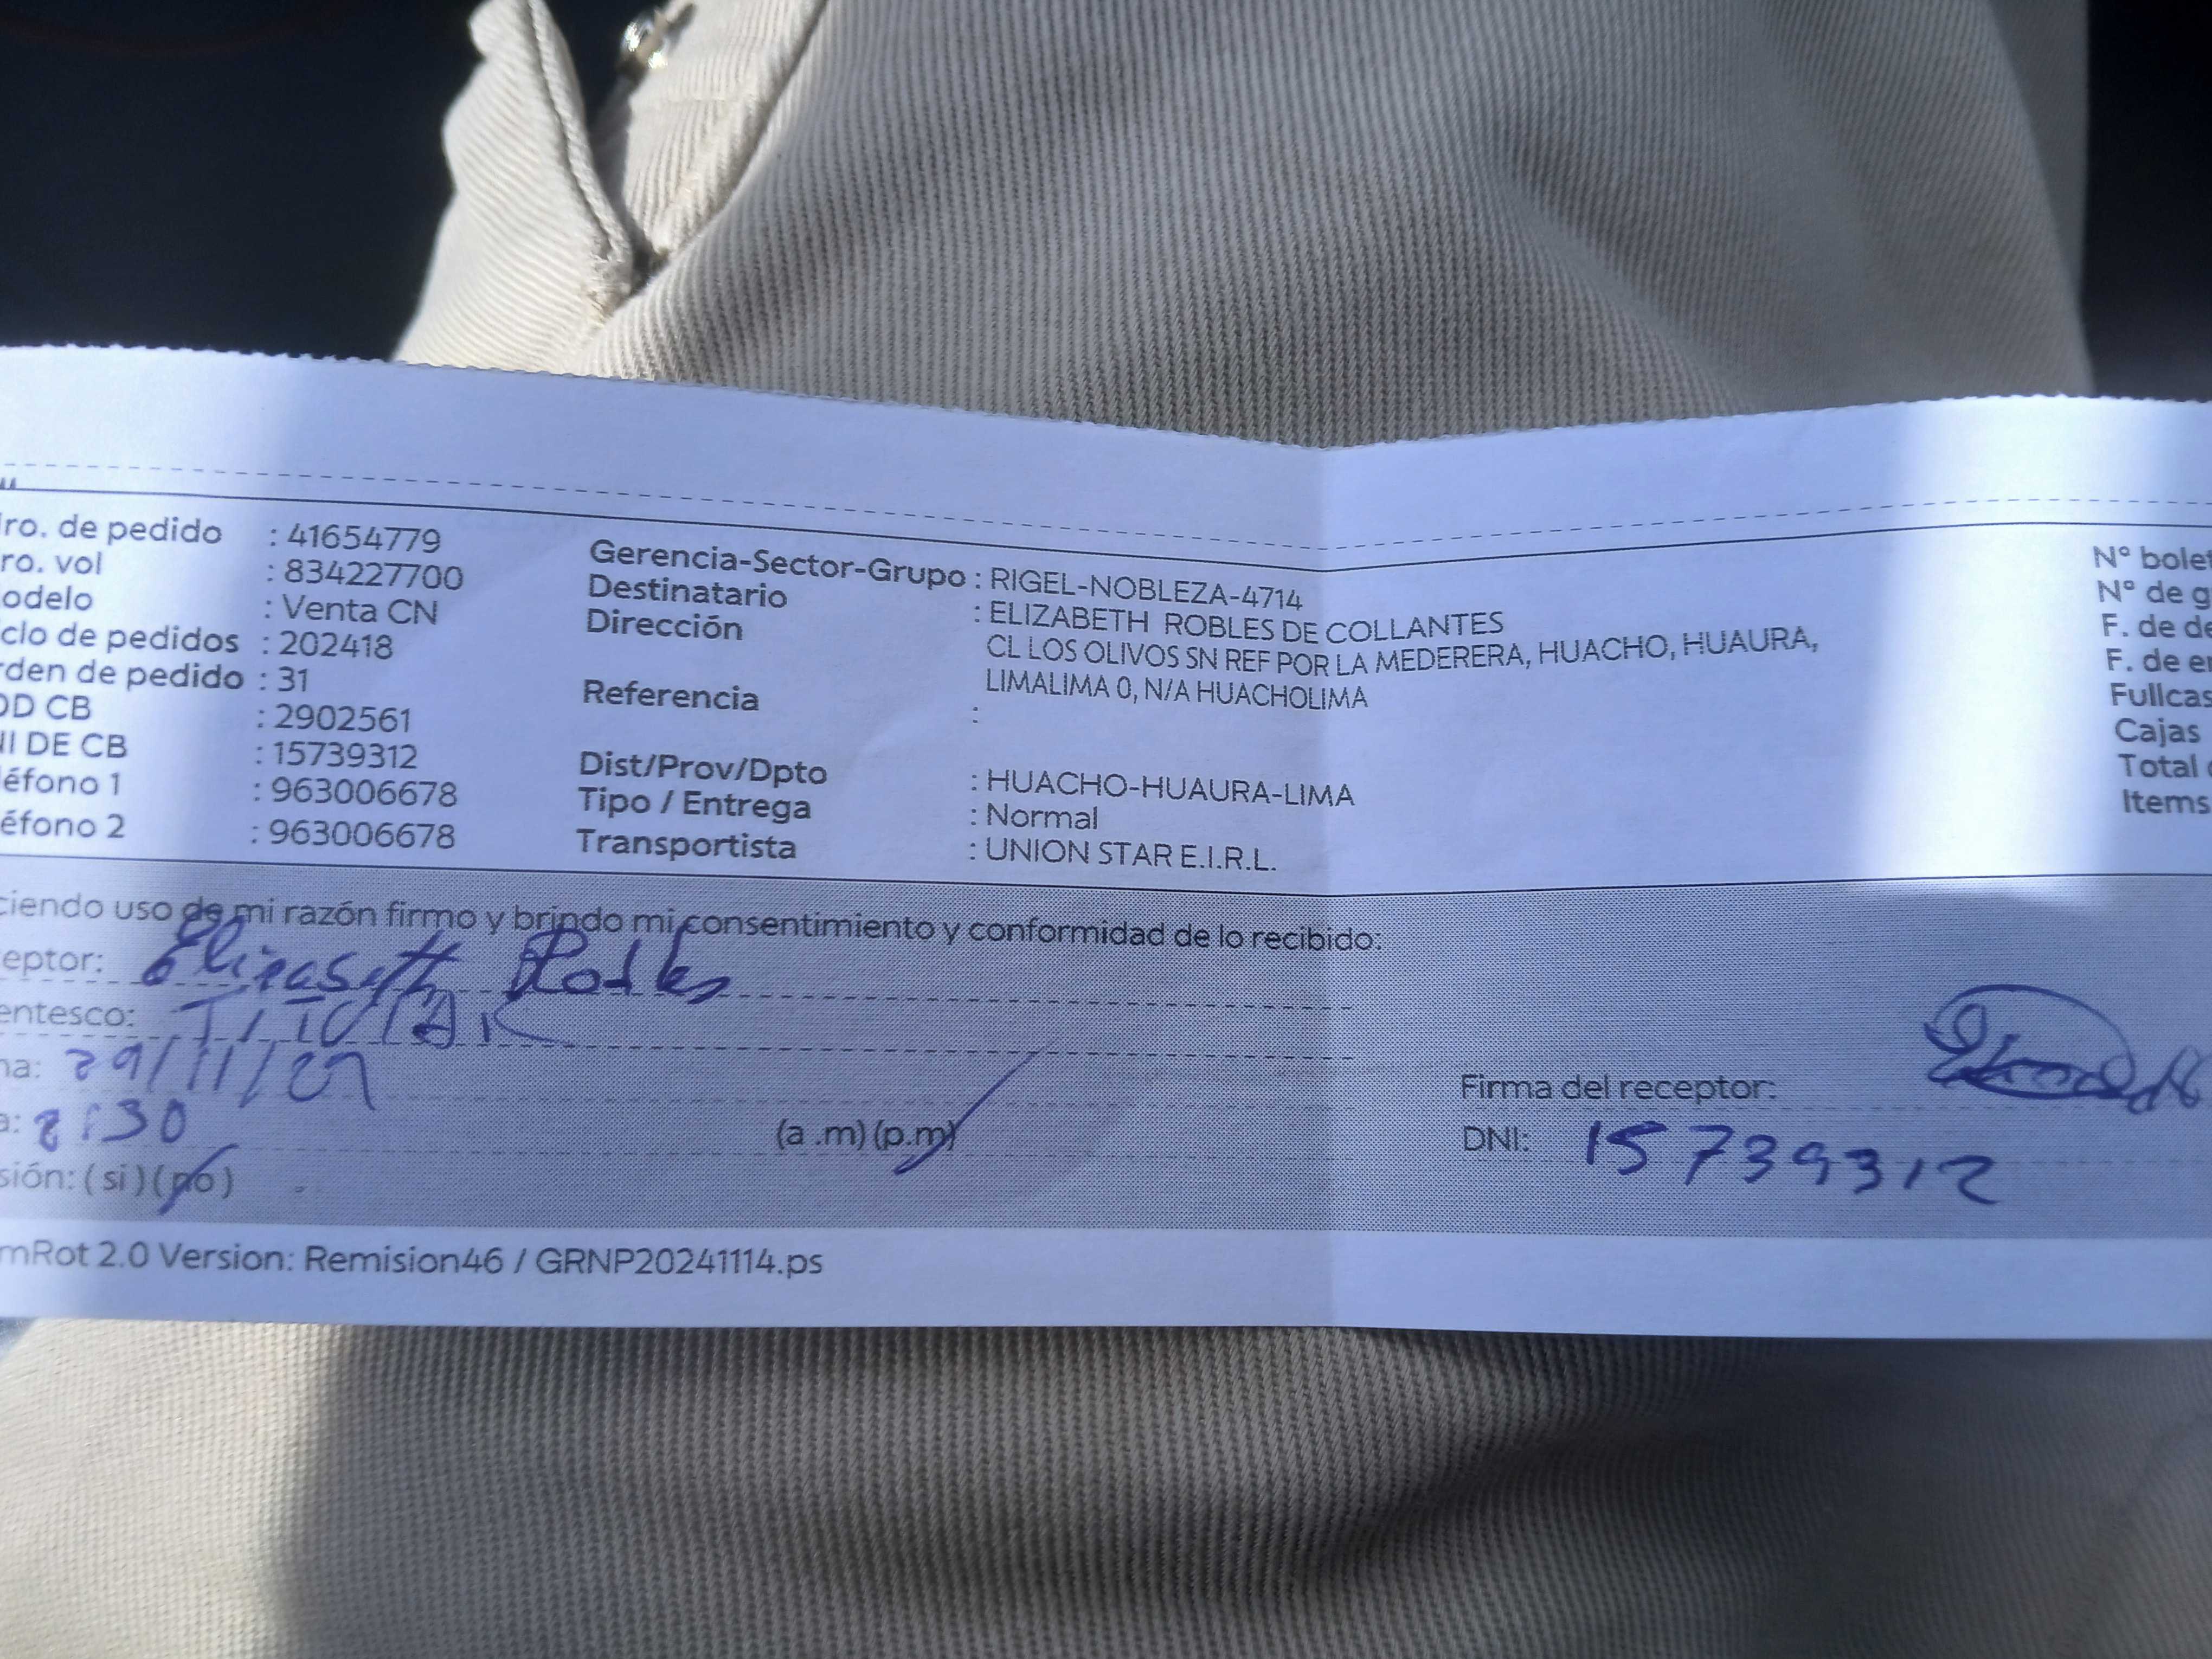 ro. de pedido : 41654779
ro. vol : 834227700
odelo : Venta CN
clo de pedidos : 202418
rden de pedido : 31
OD CB : 2902561
NI DE CB : 15739312
léfono 1 : 963006678
éfono 2 : 963006678
Gerencia-Sector-Grupo : RIGEL-NOBLEZA-4714
Destinatario : ELIZABETH ROBLES DE COLLANTES
Dirección : CL LOS OLIVOS SN REF POR LA MEDERERA, HUACHO, HUAURA,
LIMALIMA 0, N/A HUACHOLIMA
Referencia :
Dist/Prov/Dpto : HUACHO-HUAURA-LIMA
Tipo / Entrega : Normal
Transportista : UNION STAR E.I.R.L.
N° bolet
N° de g
F. de de
F. de en
Fullcas
Cajas
Total
Items
ciendo uso de mi razón firmo y brindo mi consentimiento y conformidad de lo recibido:
eptor: Elizabeth Robles
entesco: TITULAR
na: 29/11/24
a: 2:30 (a .m) (p.m)
sión: ( si ) ( no )
Firma del receptor:
DNI: 15739312
mRot 2.0 Version: Remision46 / GRNP20241114.ps